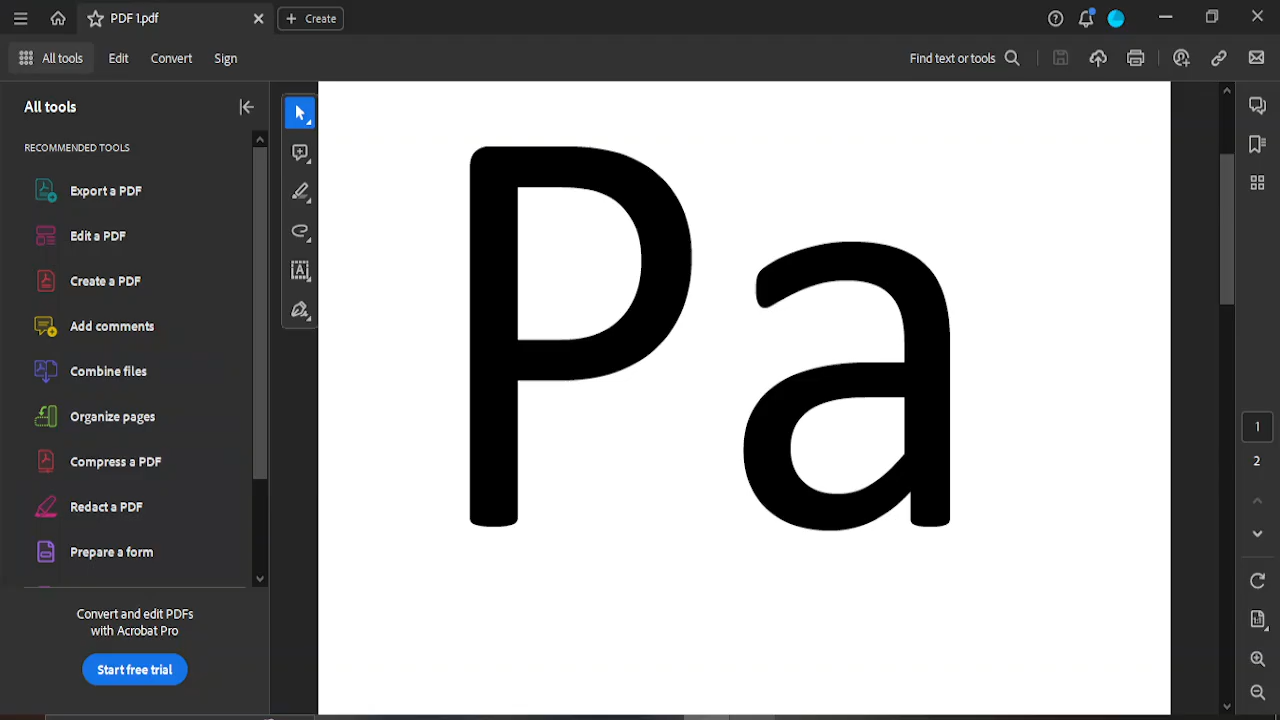 PDF 1.pdf
Create
All tools
Edit
Convert
Sign
Find text or tools
All tools
RECOMMENDED TOOLS
Export a PDF
Edit a PDF
Create a PDF
Add comments
Combine files
Organize pages
Compress a PDF
Redact a PDF
Prepare a form
Convert and edit PDFs
with Acrobat Pro
Start free trial
Pa
1
2